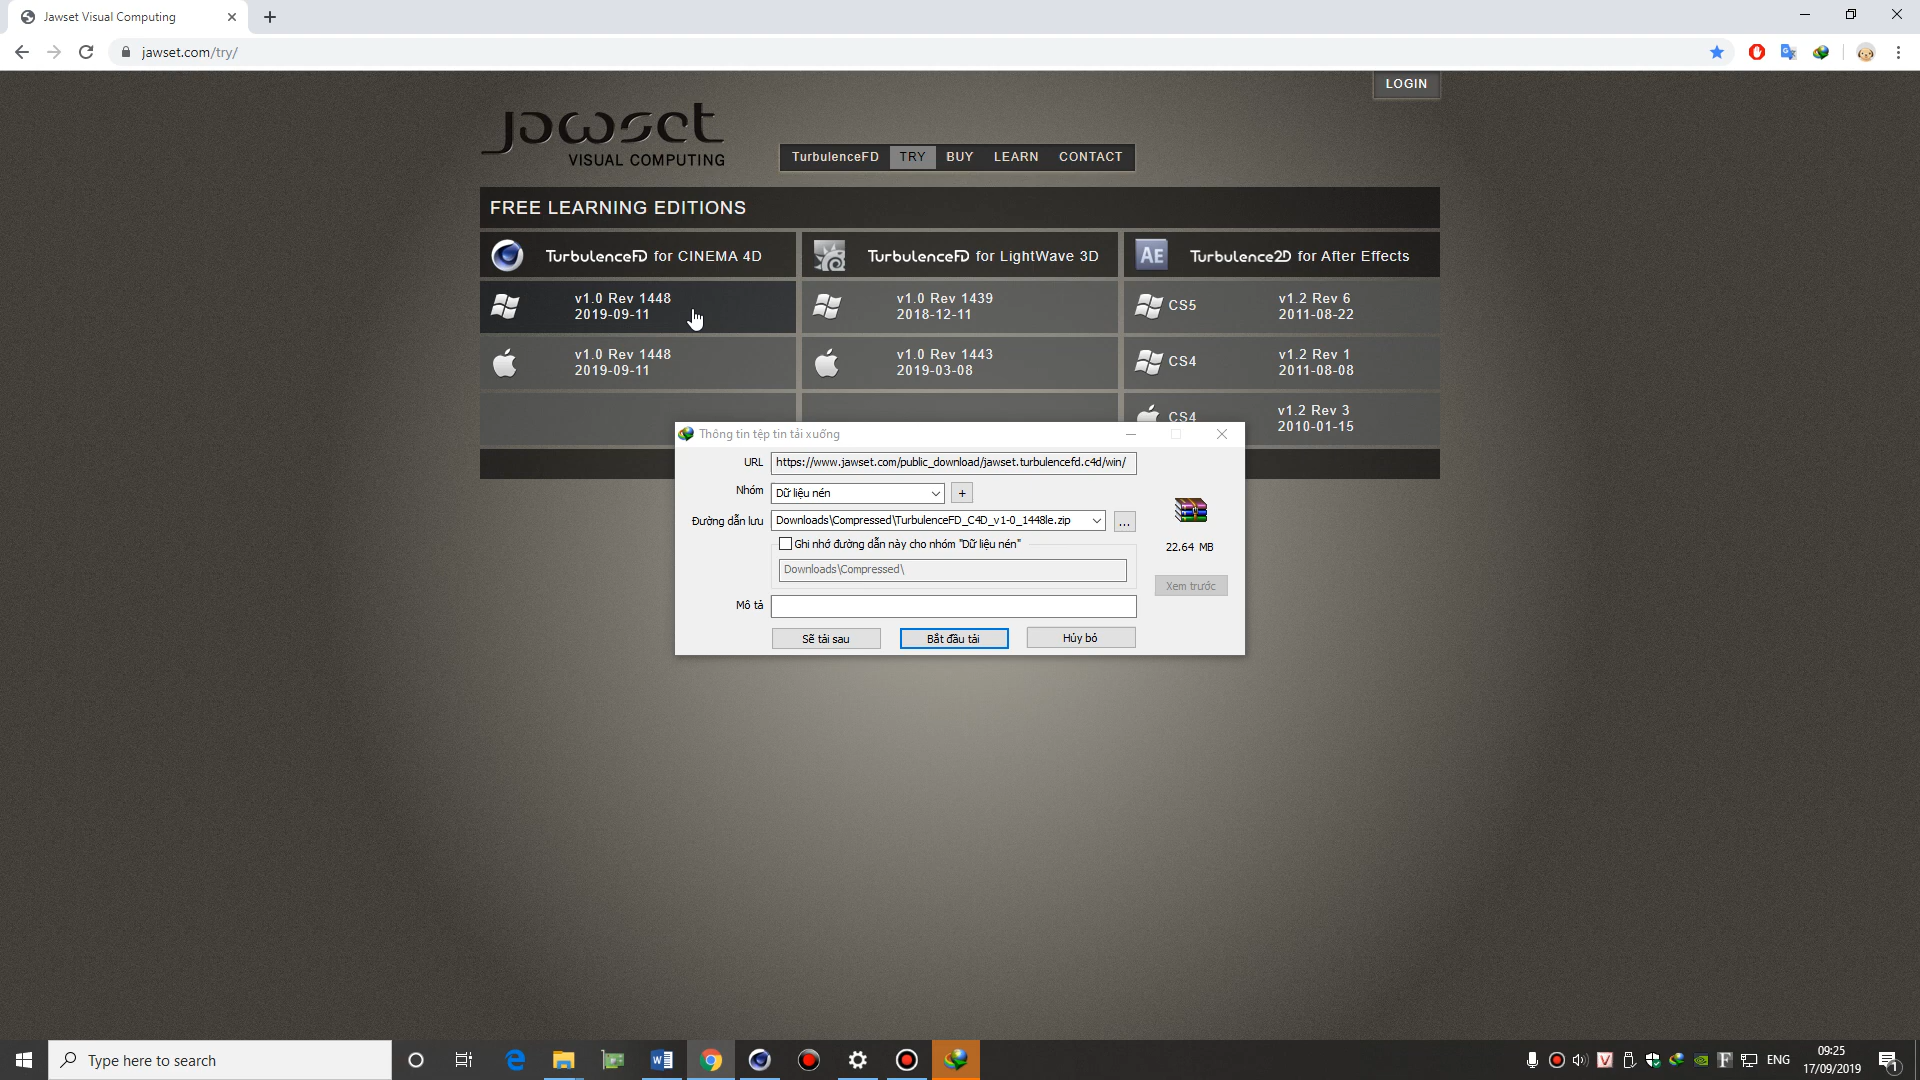 Jawset Visual Computing
jawset.com/try/
LOGIN
jawset
VISUAL COMPUTING
TurbulenceFD TRY BUY LEARN CONTACT
FREE LEARNING EDITIONS
TurbulenceFD for CINEMA 4D
TurbulenceFD for LightWave 3D
AE Turbulence2D for After Effects
v1.0 Rev 1448
2019-09-11
v1.0 Rev 1439
2018-12-11
CS5
v1.2 Rev 6
2011-08-22
v1.0 Rev 1448
2019-09-11
v1.0 Rev 1443
2019-03-08
CS4
v1.2 Rev 1
2011-08-08
CS4
v1.2 Rev 3
2010-01-15
Thông tin tệp tin tải xuống
URL https://www.jawset.com/public_download/jawset.turbulencefd.c4d/win/
Nhóm Dữ liệu nén +
Đường dẫn lưu Downloads\Compressed\TurbulenceFD_C4D_v1-0_1448le.zip ...
Ghi nhớ đường dẫn này cho nhóm "Dữ liệu nén"
Downloads\Compressed\
22.64 MB
Xem trước
Mô tả
Sẽ tải sau Bắt đầu tải Hủy bỏ
Type here to search
ENG
09:25
17/09/2019
1